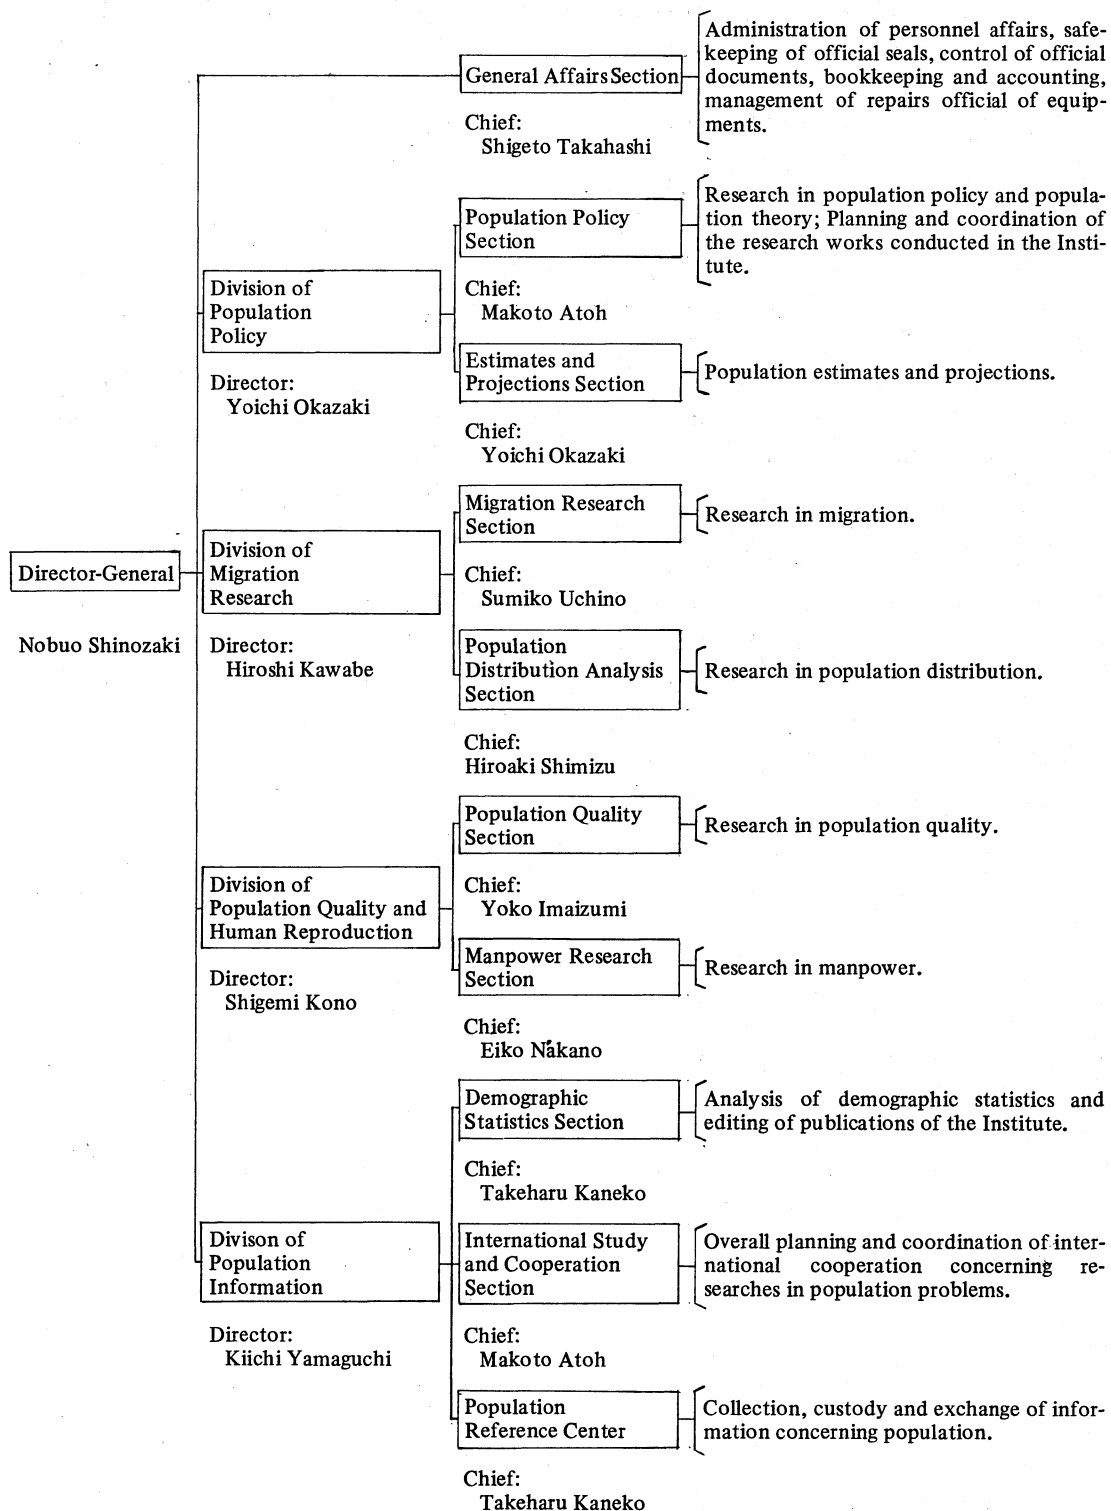 General Affairs Section
Administration of personnel affairs, safe-
keeping of official seals, control of official
documents, bookkeeping and accounting,
management of repairs official of equip-
ments.
Chief:
Shigeto Takahashi
Division of
Population
Policy
Director:
Yoichi Okazaki
Population Policy
Section
Research in population policy and popula-
tion theory; Planning and coordination of
the research works conducted in the Insti-
tute.
Chief:
Makoto Atoh
Estimates and
Projections Section
Population estimates and projections.
Chief:
Yoichi Okazaki
Director-General
Nobuo Shinozaki
Division of
Migration
Research
Director:
Hiroshi Kawabe
Migration Research
Section
Research in migration.
Chief:
Sumiko Uchino
Population
Distribution Analysis
Section
Research in population distribution.
Chief:
Hiroaki Shimizu
Division of
Population Quality and
Human Reproduction
Director:
Shigemi Kono
Population Quality
Section
Research in population quality.
Chief:
Yoko Imaizumi
Manpower Research
Section
Research in manpower.
Chief:
Eiko Nakano
Divison of
Population
Information
Director:
Kiichi Yamaguchi
Demographic
Statistics Section
Analysis of demographic statistics and
editing of publications of the Institute.
Chief:
Takeharu Kaneko
International Study
and Cooperation
Section
Overall planning and coordination of inter-
national cooperation concerning re-
searches in population problems.
Chief:
Makoto Atoh
Population
Reference Center
Collection, custody and exchange of infor-
mation concerning population.
Chief:
Takeharu Kaneko